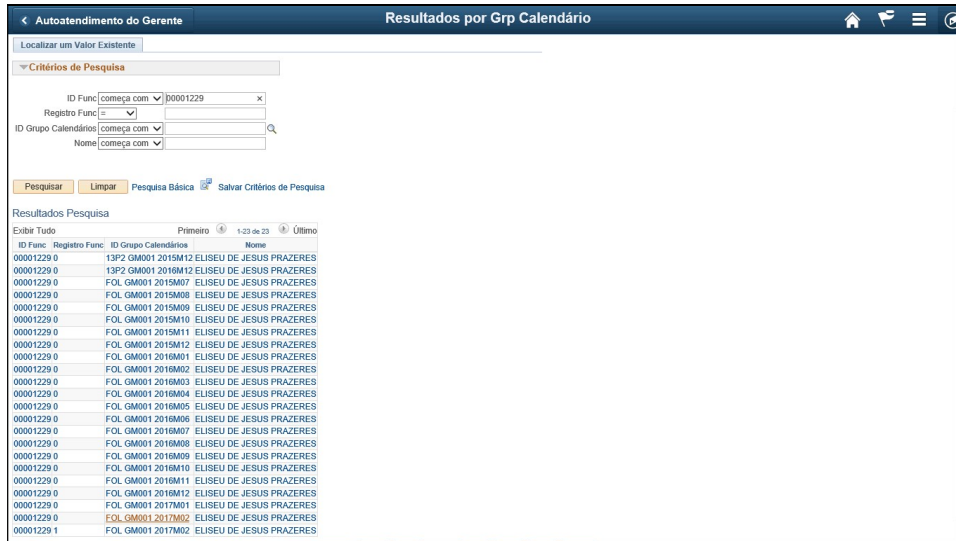 Autoatendimento do Gerente Resultados por Grp Calendário
Localizar um Valor Existente
Critérios de Pesquisa
ID Func começa com 00001229 ×
Registro Func =
ID Grupo Calendários começa com
Nome começa com
Pesquisar Limpar Pesquisa Básica Salvar Critérios de Pesquisa
Resultados Pesquisa
Exibir Tudo Primeiro 1-23 de 23 Último
ID Func Registro Func ID Grupo Calendários Nome
00001229 0 13P2 GM001 2015M12 ELISEU DE JESUS PRAZERES
00001229 0 13P2 GM001 2016M12 ELISEU DE JESUS PRAZERES
00001229 0 FOL GM001 2015M07 ELISEU DE JESUS PRAZERES
00001229 0 FOL GM001 2015M08 ELISEU DE JESUS PRAZERES
00001229 0 FOL GM001 2015M09 ELISEU DE JESUS PRAZERES
00001229 0 FOL GM001 2015M10 ELISEU DE JESUS PRAZERES
00001229 0 FOL GM001 2015M11 ELISEU DE JESUS PRAZERES
00001229 0 FOL GM001 2015M12 ELISEU DE JESUS PRAZERES
00001229 0 FOL GM001 2016M01 ELISEU DE JESUS PRAZERES
00001229 0 FOL GM001 2016M02 ELISEU DE JESUS PRAZERES
00001229 0 FOL GM001 2016M03 ELISEU DE JESUS PRAZERES
00001229 0 FOL GM001 2016M04 ELISEU DE JESUS PRAZERES
00001229 0 FOL GM001 2016M05 ELISEU DE JESUS PRAZERES
00001229 0 FOL GM001 2016M06 ELISEU DE JESUS PRAZERES
00001229 0 FOL GM001 2016M07 ELISEU DE JESUS PRAZERES
00001229 0 FOL GM001 2016M08 ELISEU DE JESUS PRAZERES
00001229 0 FOL GM001 2016M09 ELISEU DE JESUS PRAZERES
00001229 0 FOL GM001 2016M10 ELISEU DE JESUS PRAZERES
00001229 0 FOL GM001 2016M11 ELISEU DE JESUS PRAZERES
00001229 0 FOL GM001 2016M12 ELISEU DE JESUS PRAZERES
00001229 0 FOL GM001 2017M01 ELISEU DE JESUS PRAZERES
00001229 0 FOL GM001 2017M02 ELISEU DE JESUS PRAZERES
00001229 1 FOL GM001 2017M02 ELISEU DE JESUS PRAZERES